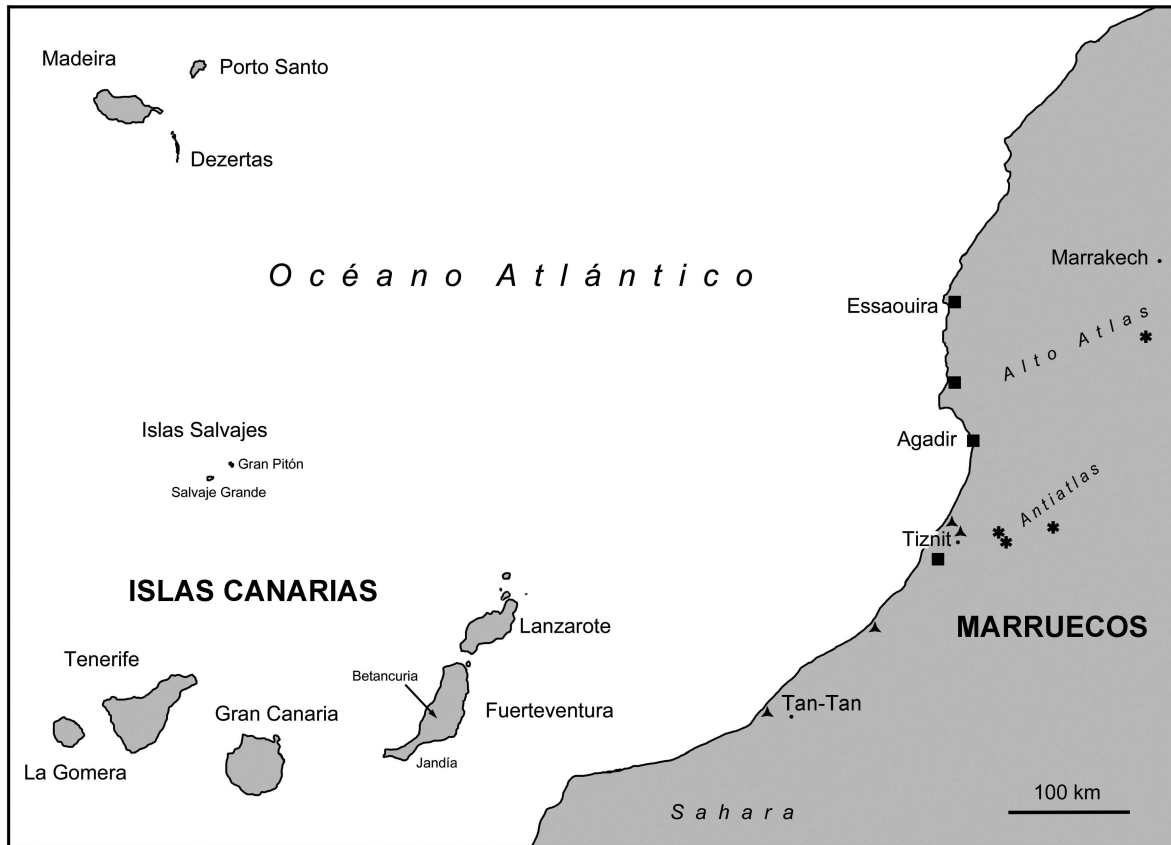 Madeira
Porto Santo
Dezertas
Océano Atlántico
Marrakech
Essaouira
Alto Atlas
Islas Salvajes
Gran Pitón
Salvaje Grande
Agadir
Antiatlas
Tiznit
ISLAS CANARIAS
Lanzarote
MARRUECOS
Tenerife
Betancuria
Tan-Tan
Gran Canaria
Fuerteventura
La Gomera
Jandía
100 km
Sahara